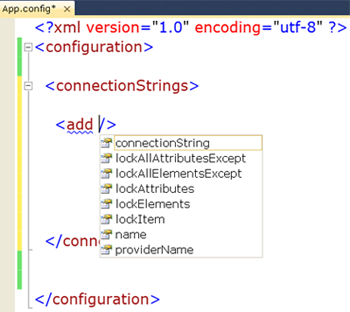 App.config*
<?xml version="1.0" encoding="utf-8" ?>
<configuration>
<connectionStrings>
<add />
connectionString
lockAllAttributesExcept
lockAllElementsExcept
lockAttributes
lockElements
lockItem
name
providerName
</conn
</configuration>